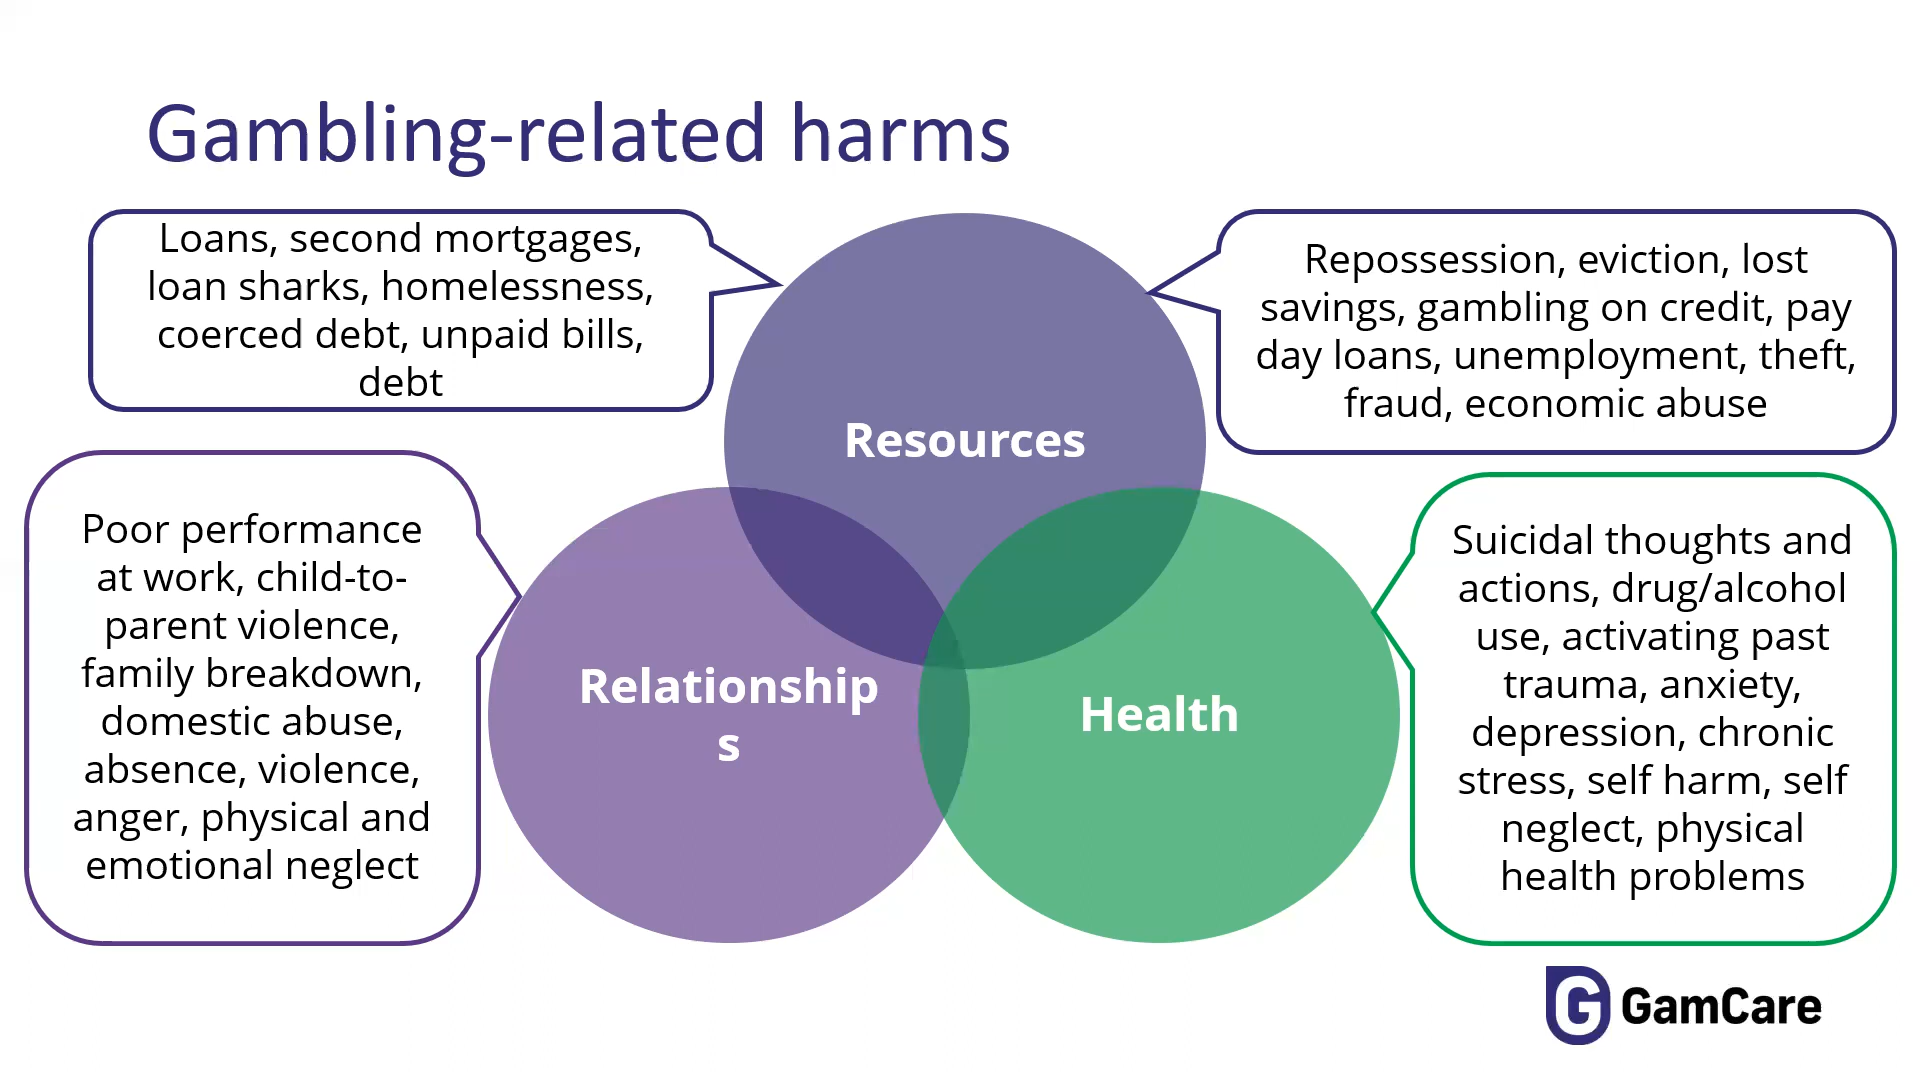 Gambling-related harms
Loans, second mortgages,
loan sharks, homelessness,
coerced debt, unpaid bills,
debt
Repossession, eviction, lost
savings, gambling on credit, pay
day loans, unemployment, theft,
fraud, economic abuse
Resources
Poor performance
at work, child-to-
parent violence,
family breakdown,
domestic abuse,
absence, violence,
anger, physical and
emotional neglect
Relationship
s
Health
Suicidal thoughts and
actions, drug/alcohol
use, activating past
trauma, anxiety,
depression, chronic
stress, self harm, self
neglect, physical
health problems
GamCare